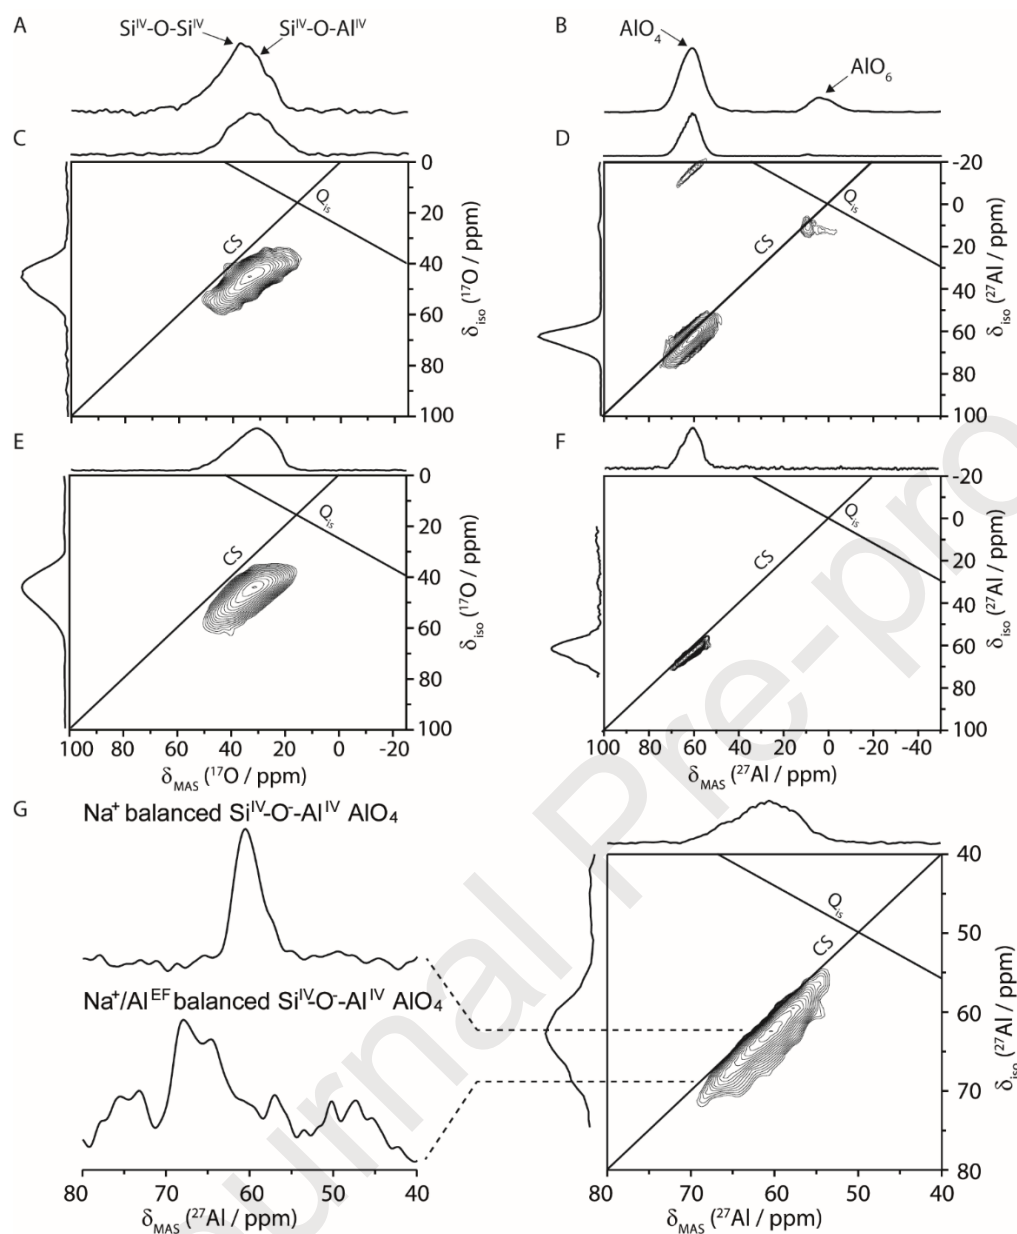 A
Si^IV-O-Si^IV
Si^IV-O-Al^IV
B
AlO₄
AlO₆
C
0
20
40
60
80
100
CS
Q_is
δ_iso (¹⁷O / ppm)
D
-20
0
20
40
60
80
100
CS
Q_is
δ_iso (²⁷Al / ppm)
E
0
20
40
60
80
100
CS
Q_is
δ_iso (¹⁷O / ppm)
100 80 60 40 20 0 -20
δ_MAS (¹⁷O / ppm)
F
-20
0
20
40
60
80
100
CS
Q_is
δ_iso (²⁷Al / ppm)
100 80 60 40 20 0 -20 -40
δ_MAS (²⁷Al / ppm)
G
Na⁺ balanced Si^IV-O⁻-Al^IV AlO₄
Na⁺/Al^EF balanced Si^IV-O⁻-Al^IV AlO₄
80 70 60 50 40
δ_MAS (²⁷Al / ppm)
40
50
60
70
80
CS
Q_is
δ_iso (²⁷Al / ppm)
80 70 60 50 40
δ_MAS (²⁷Al / ppm)
urnal Pre-pro